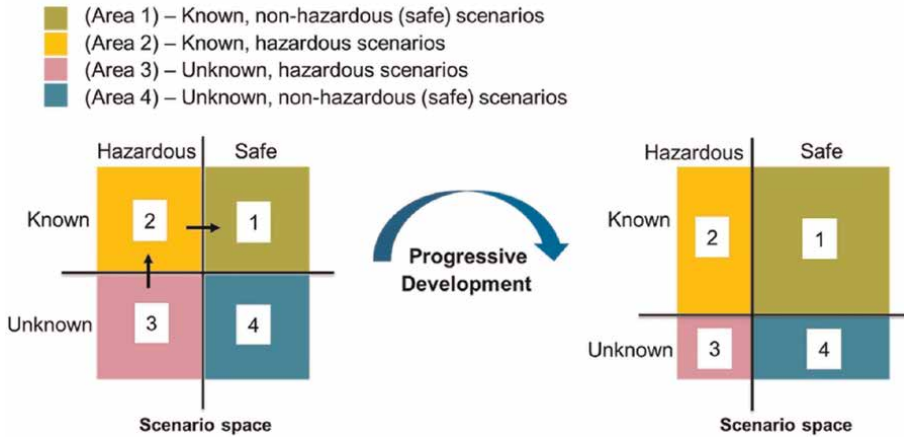 (Area 1) – Known, non-hazardous (safe) scenarios
(Area 2) – Known, hazardous scenarios
(Area 3) – Unknown, hazardous scenarios
(Area 4) – Unknown, non-hazardous (safe) scenarios
Hazardous Safe
Known 2 1
Unknown 3 4
Scenario space
Progressive
Development
Hazardous Safe
Known 2 1
Unknown 3 4
Scenario space